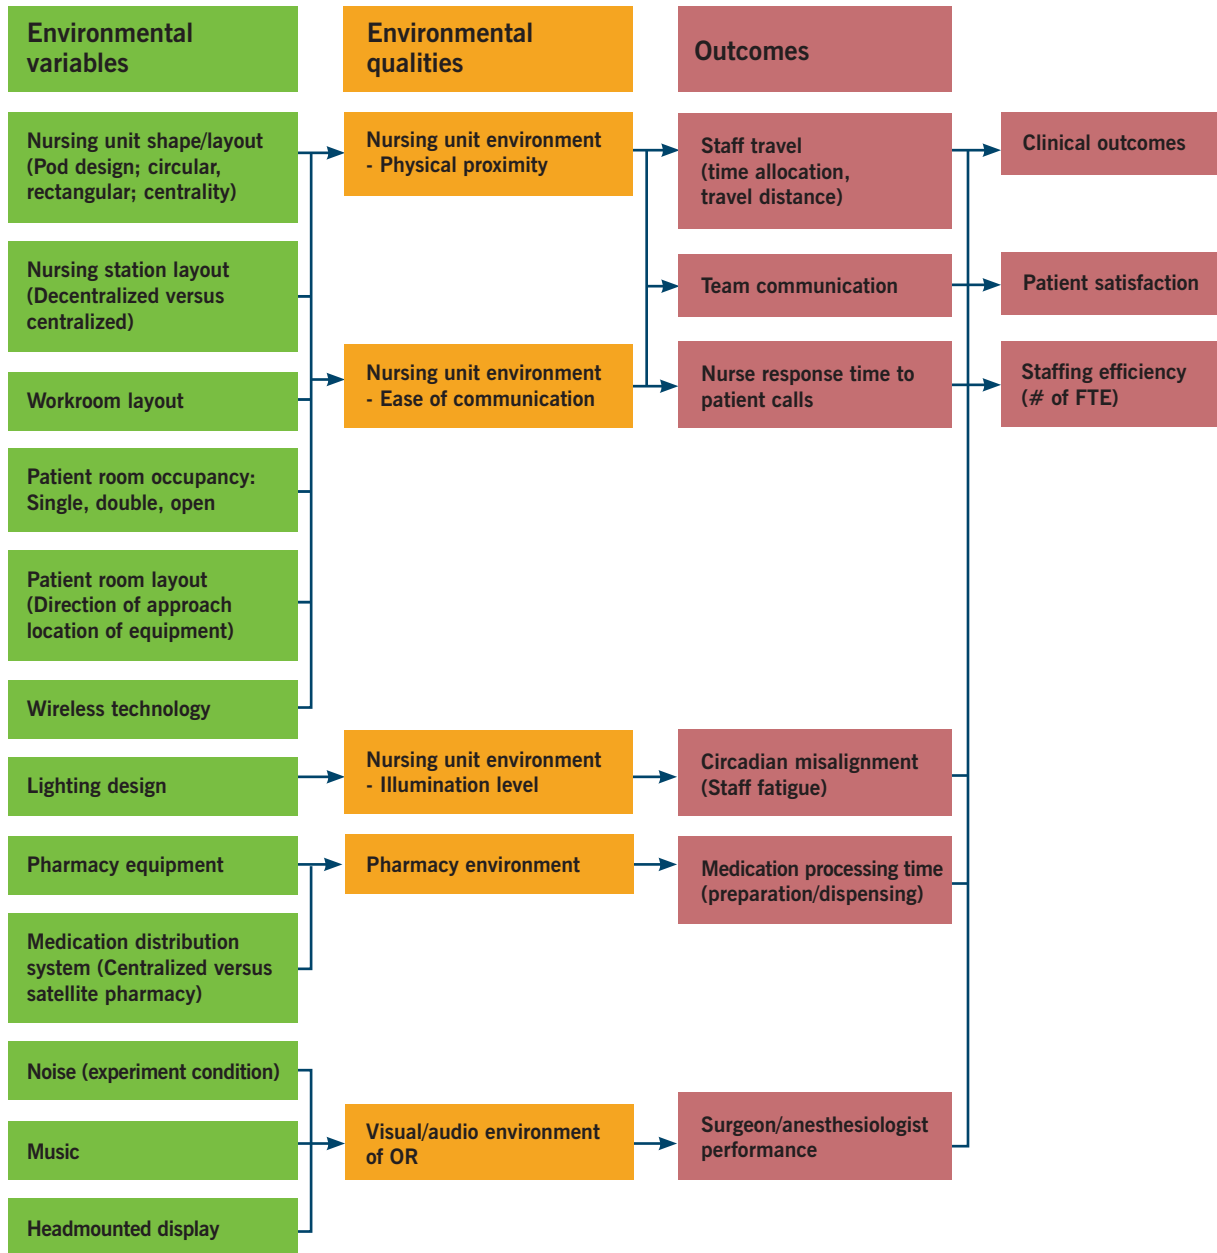 Environmental
variables
Environmental
qualities
Outcomes
Nursing unit shape/layout
(Pod design; circular,
rectangular; centrality)
Nursing station layout
(Decentralized versus
centralized)
Workroom layout
Patient room occupancy:
Single, double, open
Patient room layout
(Direction of approach
location of equipment)
Wireless technology
Lighting design
Pharmacy equipment
Medication distribution
system (Centralized versus
satellite pharmacy)
Noise (experiment condition)
Music
Headmounted display
Nursing unit environment
- Physical proximity
Nursing unit environment
- Ease of communication
Nursing unit environment
- Illumination level
Pharmacy environment
Visual/audio environment
of OR
Staff travel
(time allocation,
travel distance)
Team communication
Nurse response time to
patient calls
Circadian misalignment
(Staff fatigue)
Medication processing time
(preparation/dispensing)
Surgeon/anesthesiologist
performance
Clinical outcomes
Patient satisfaction
Staffing efficiency
(# of FTE)